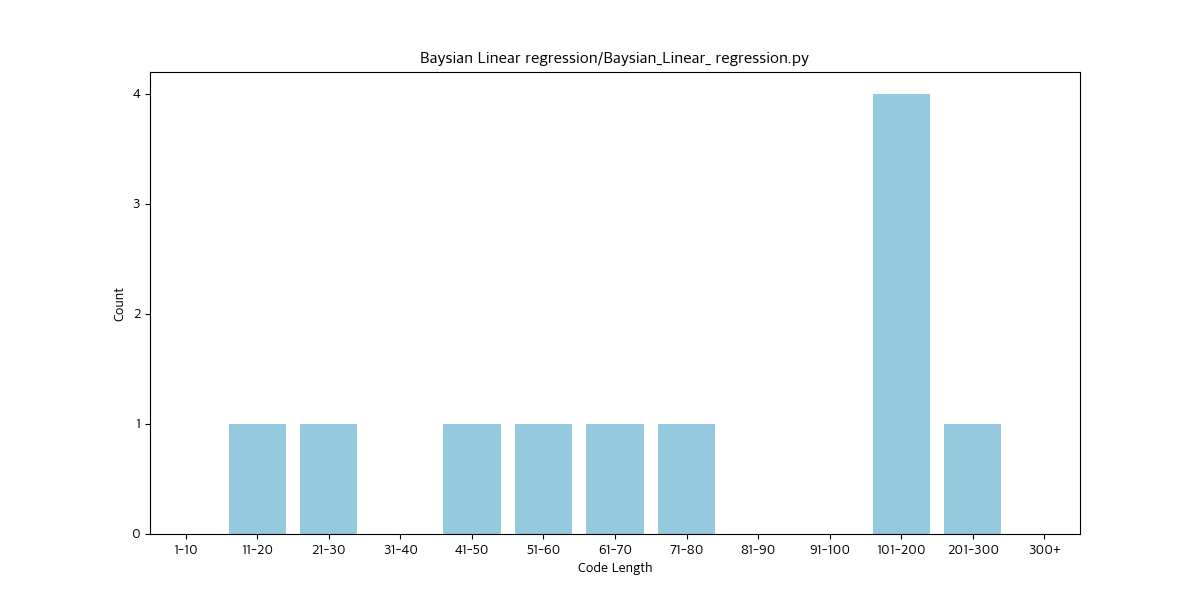 Baysian Linear regression/Baysian_Linear_ regression.py
4
3
2
1
0
Count
1-10 11-20 21-30 31-40 41-50 51-60 61-70 71-80 81-90 91-100 101-200 201-300 300+
Code Length